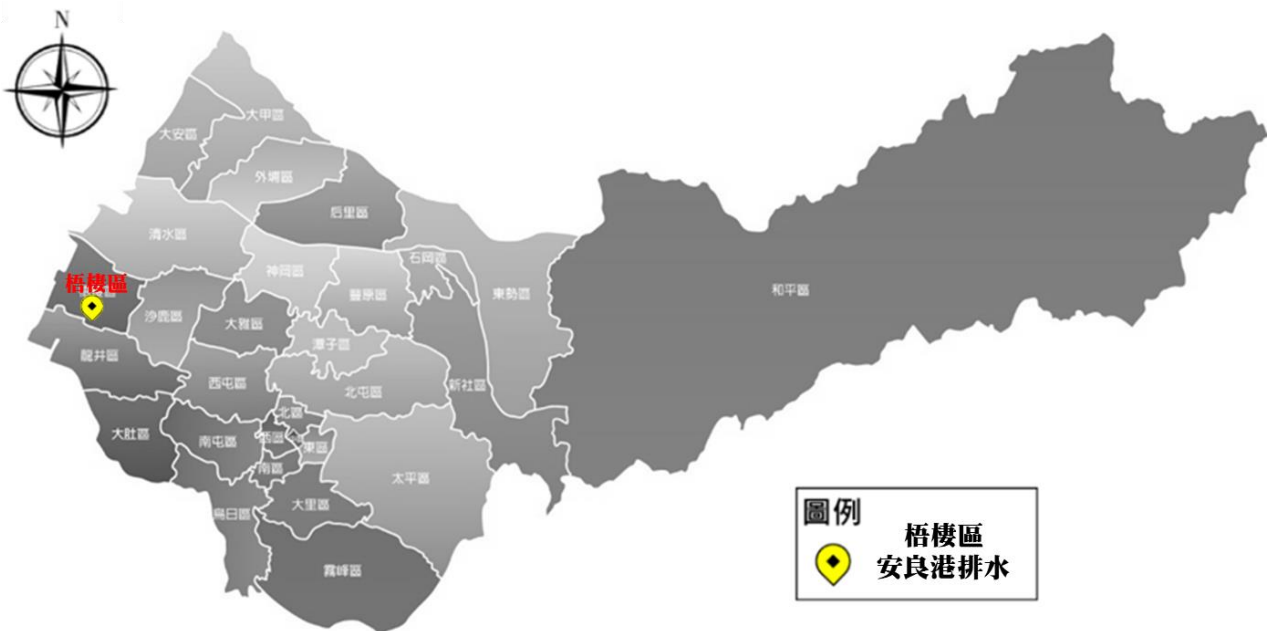 N
大甲區
大安區
外埔區
后里區
清水區
石岡區
神岡區
梧棲區
豐原區
東勢區
和平區
沙鹿區
大雅區
潭子區
龍井區
西屯區
新社區
北屯區
北區
大肚區
南屯區
西區
東區
南區
太平區
大里區
烏日區
霧峰區
圖例
梧棲區
安良港排水